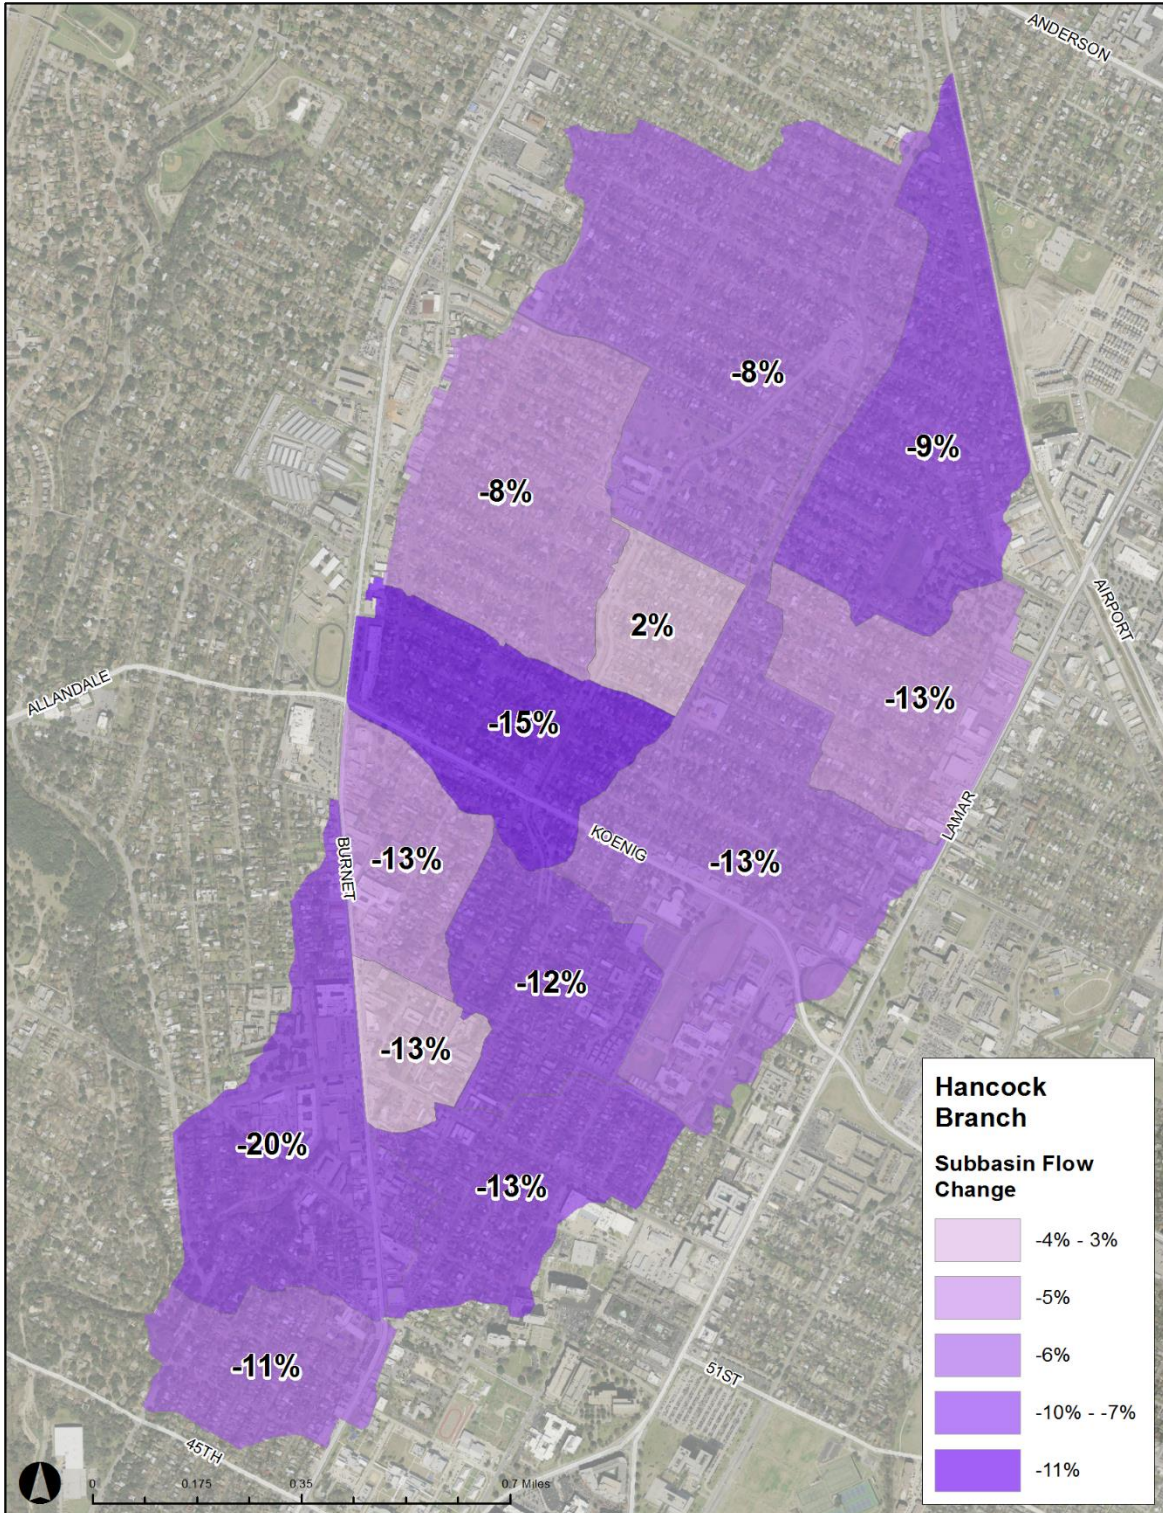 ANDERSON
-8%
-9%
-8%
2%
AIRPORT
-13%
ALLANDALE
-15%
LAMAR
KOENIG
BURNET
-13%
-13%
-12%
-13%
-20%
-13%
-11%
51ST
45TH
0 0.175 0.35 0.7 Miles
Hancock
Branch
Subbasin Flow
Change
-4% - 3%
-5%
-6%
-10% - -7%
-11%